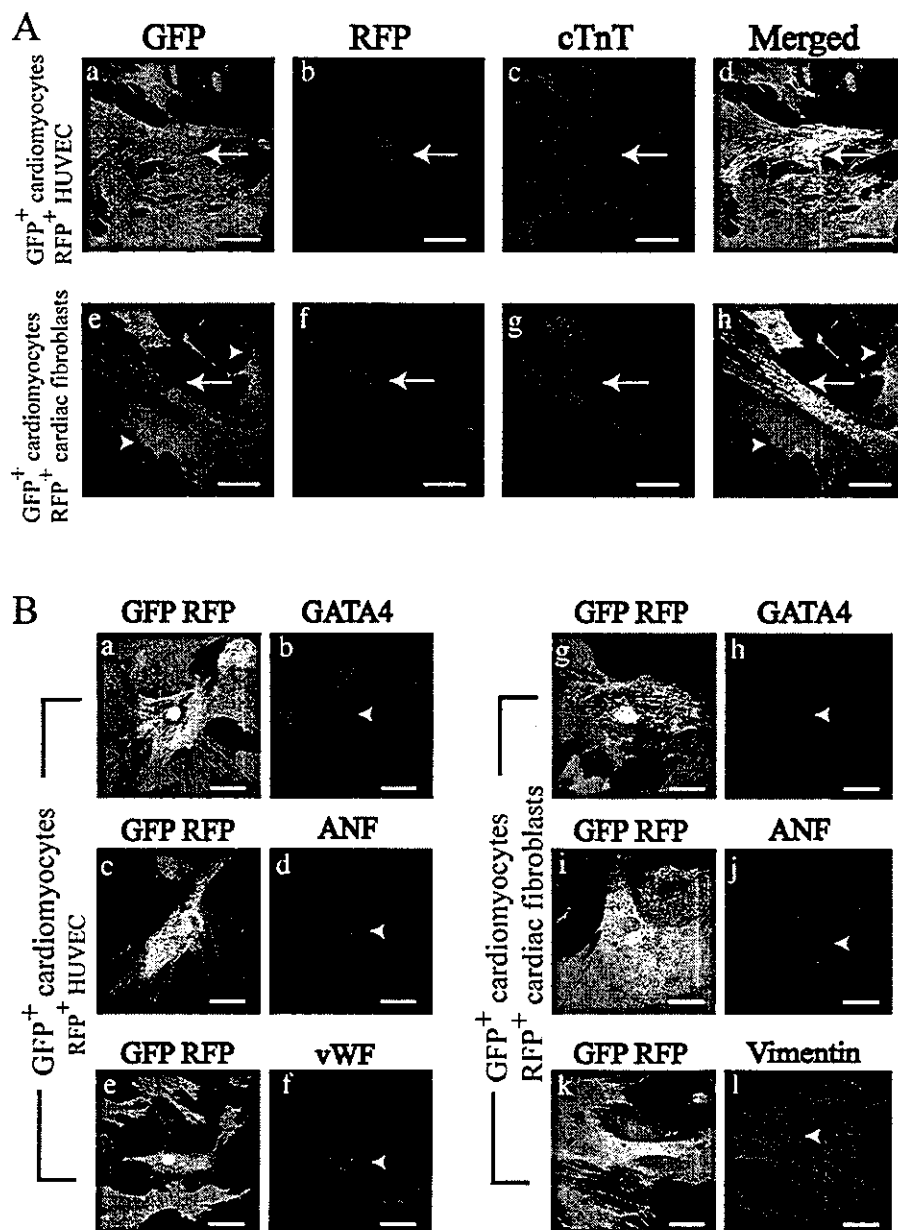 A
GFP RFP cTnT Merged
GFP+ cardiomyocytes
RFP+ HUVEC
a b c d
GFP+ cardiomyocytes
RFP+ cardiac fibroblasts
e f g h
B
GFP RFP GATA4 GFP RFP GATA4
a b g h
GFP+ cardiomyocytes
RFP+ HUVEC
GFP+ cardiomyocytes
RFP+ cardiac fibroblasts
GFP RFP ANF GFP RFP ANF
c d i j
GFP RFP vWF GFP RFP Vimentin
e f k l